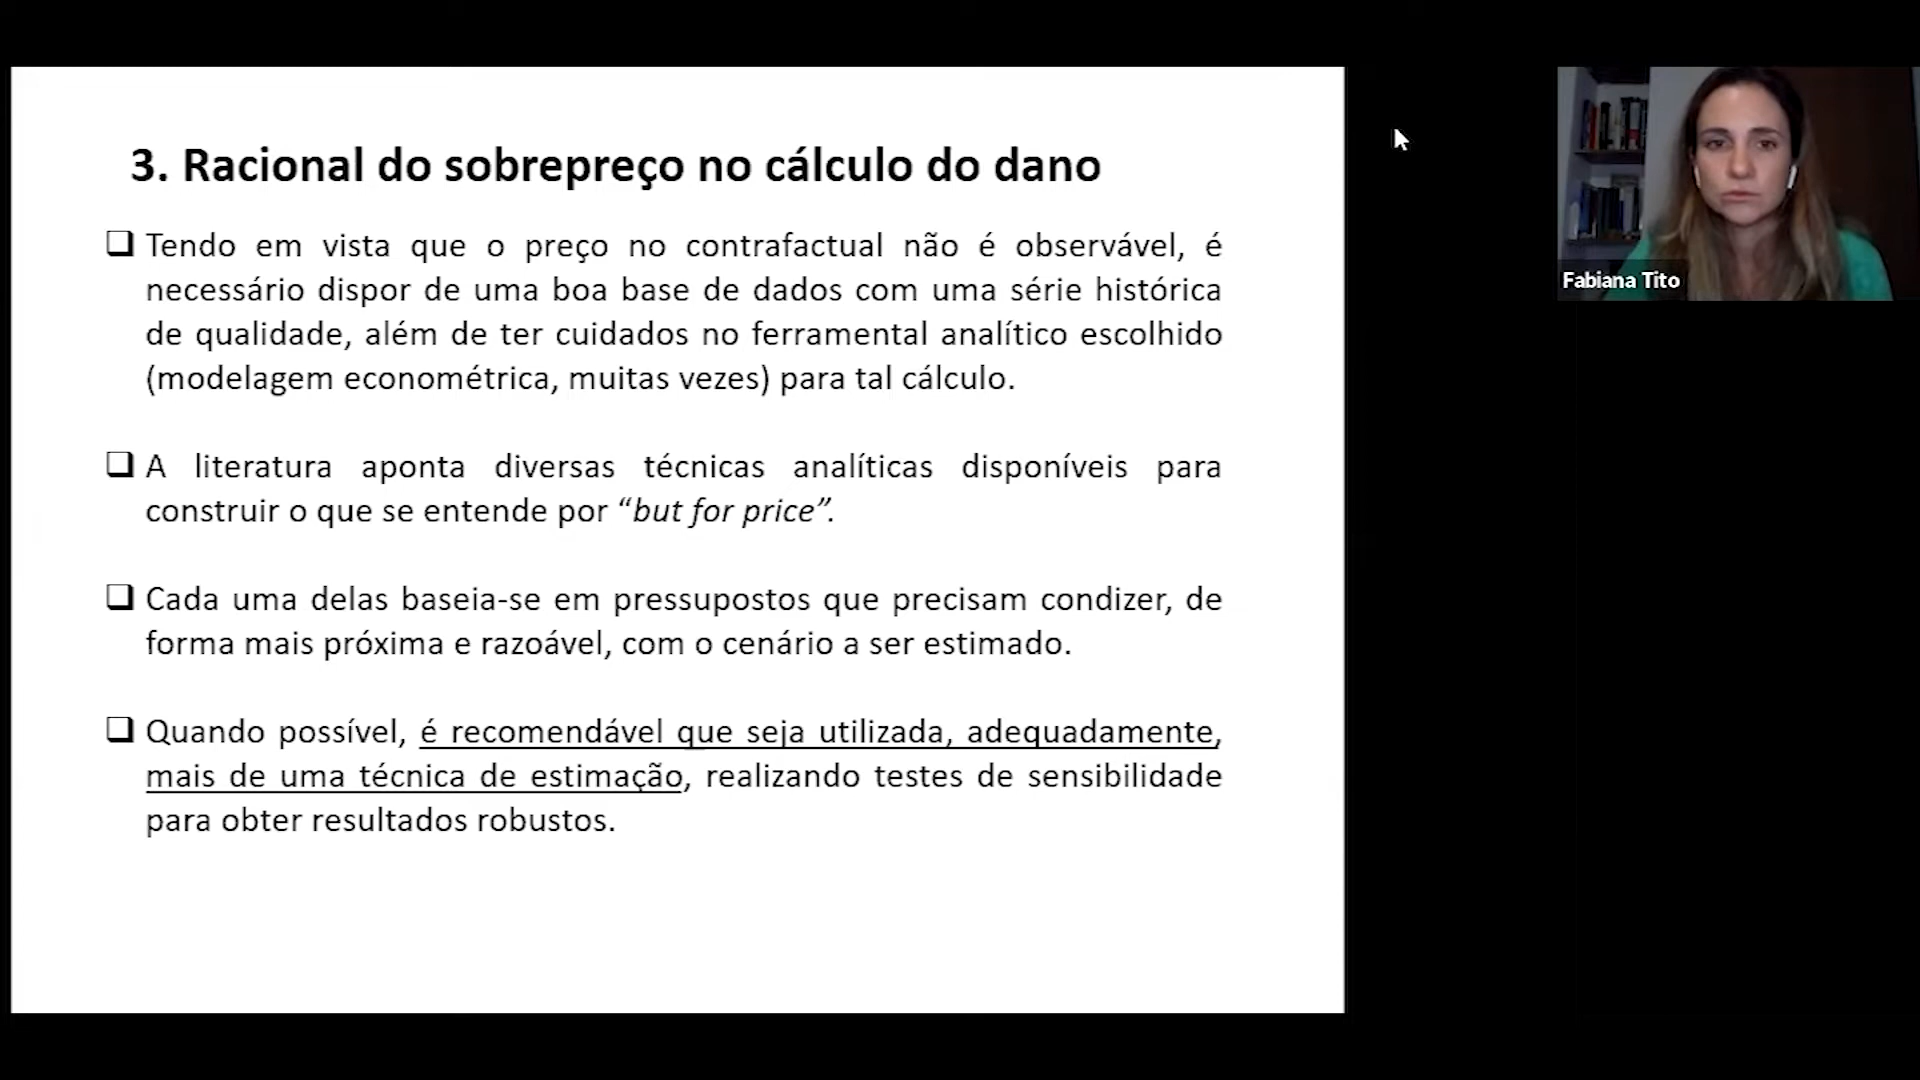 3. Racional do sobrepreço no cálculo do dano
Tendo em vista que o preço no contrafactual não é observável, é
necessário dispor de uma boa base de dados com uma série histórica
de qualidade, além de ter cuidados no ferramental analítico escolhido
(modelagem econométrica, muitas vezes) para tal cálculo.
A literatura aponta diversas técnicas analíticas disponíveis para
construir o que se entende por “but for price”.
Cada uma delas baseia-se em pressupostos que precisam condizer, de
forma mais próxima e razoável, com o cenário a ser estimado.
Quando possível, é recomendável que seja utilizada, adequadamente,
mais de uma técnica de estimação, realizando testes de sensibilidade
para obter resultados robustos.
Fabiana Tito